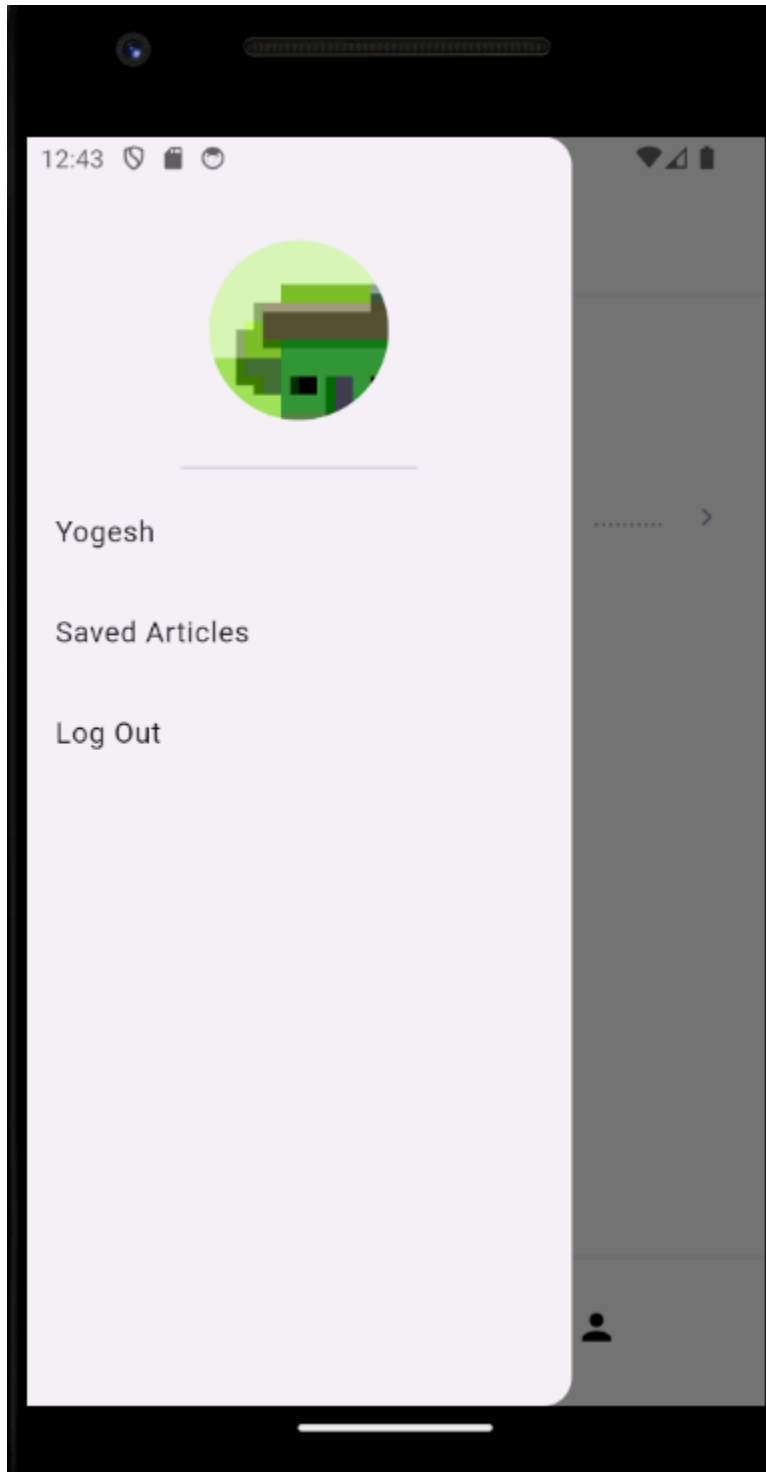 12:43
Yogesh
..........
Saved Articles
Log Out